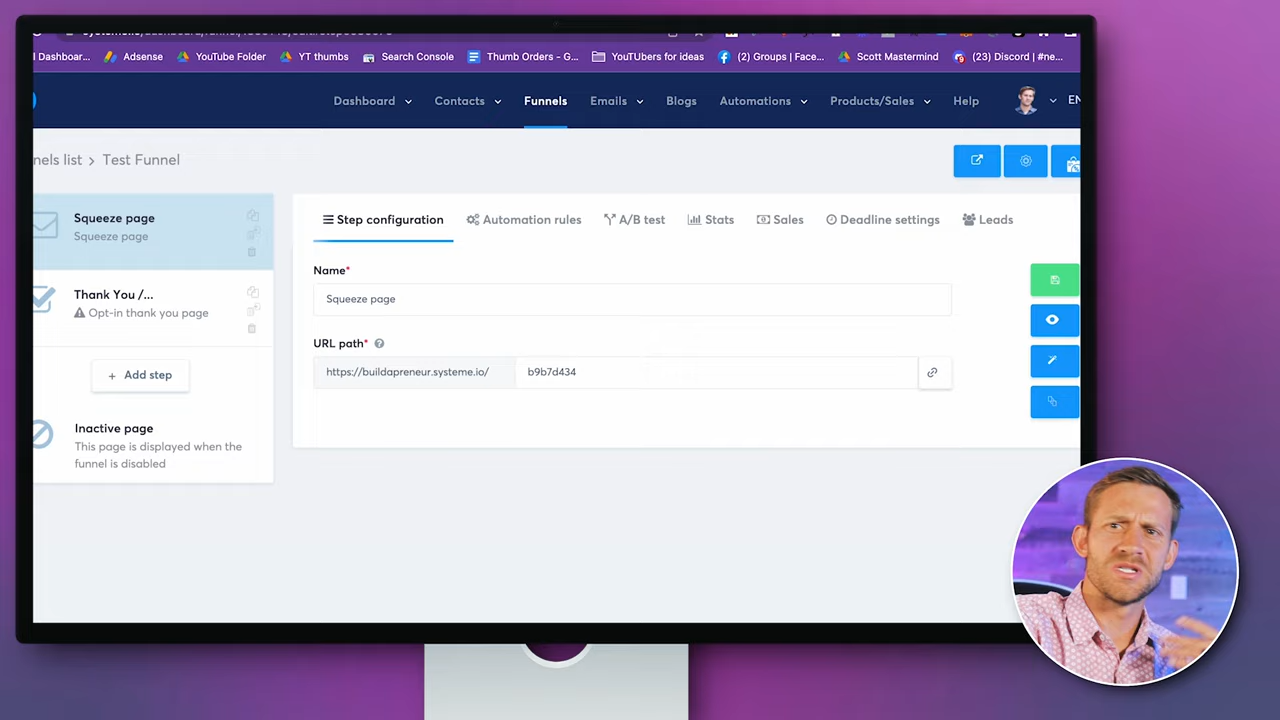 l Dashboar...
Adsense
YouTube Folder
YT thumbs
Search Console
Thumb Orders - G...
YouTUbers for ideas
(2) Groups | Face...
Scott Mastermind
(23) Discord | #ne...
Dashboard
Contacts
Funnels
Emails
Blogs
Automations
Products/Sales
Help
EN
nels list > Test Funnel
Squeeze page
Squeeze page
Thank You /...
Opt-in thank you page
+ Add step
Inactive page
This page is displayed when the
funnel is disabled
Step configuration
Automation rules
A/B test
Stats
Sales
Deadline settings
Leads
Name*
Squeeze page
URL path* ?
https://buildapreneur.systeme.io/
b9b7d434